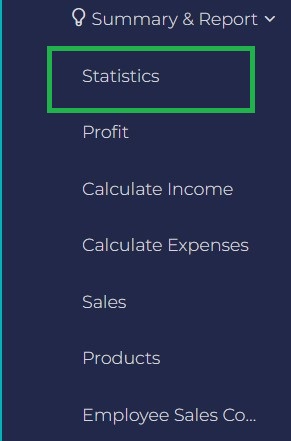 Summary & Report
Statistics
Profit
Calculate Income
Calculate Expenses
Sales
Products
Employee Sales Co...